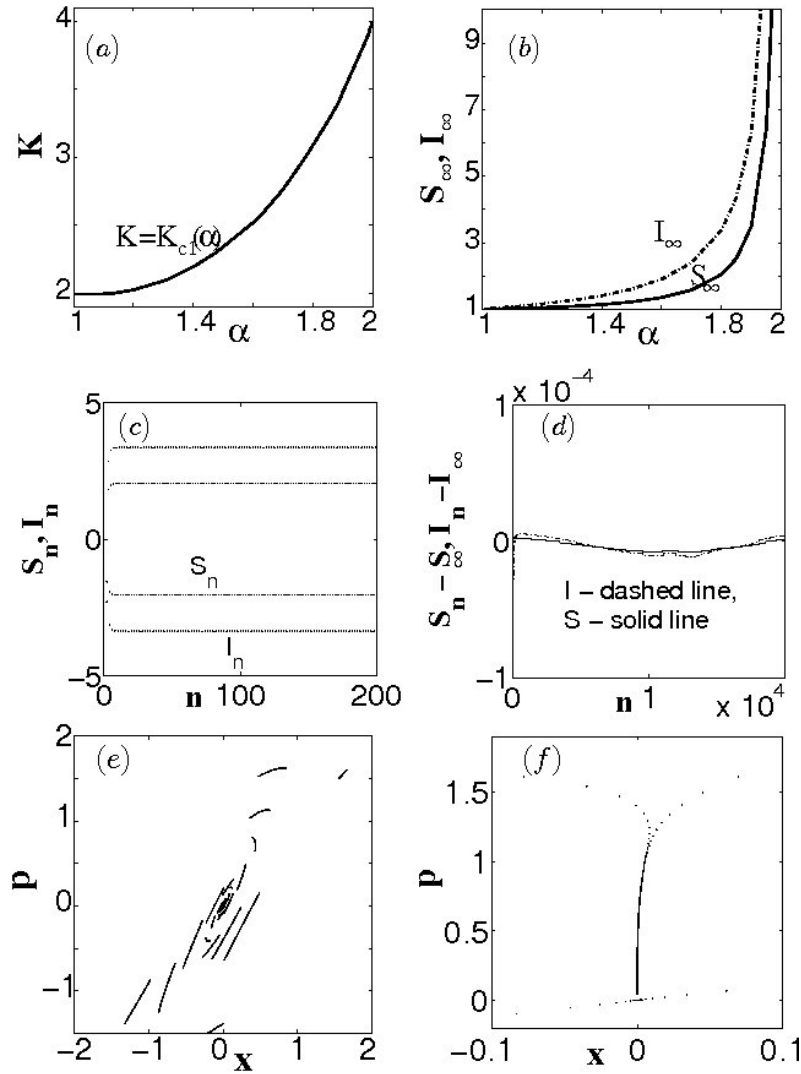 (a)
4
3
2
K
K=K_c1(α)
1 1.4 1.8 2
α
(b)
9
7
5
3
1
S_∞, I_∞
I_∞
S_∞
1 1.4 1.8 2
α
(c)
5
0
−5
S_n, I_n
S_n
I_n
0 100 200
n
1 x 10^−4
(d)
0
−1
S_n−S_∞, I_n−I_∞
I − dashed line,
S − solid line
0 1
n
x 10^4
(e)
2
1
0
−1
p
−2 −1 0 1 2
x
(f)
1.5
1
0.5
0
p
−0.1 0 0.1
x